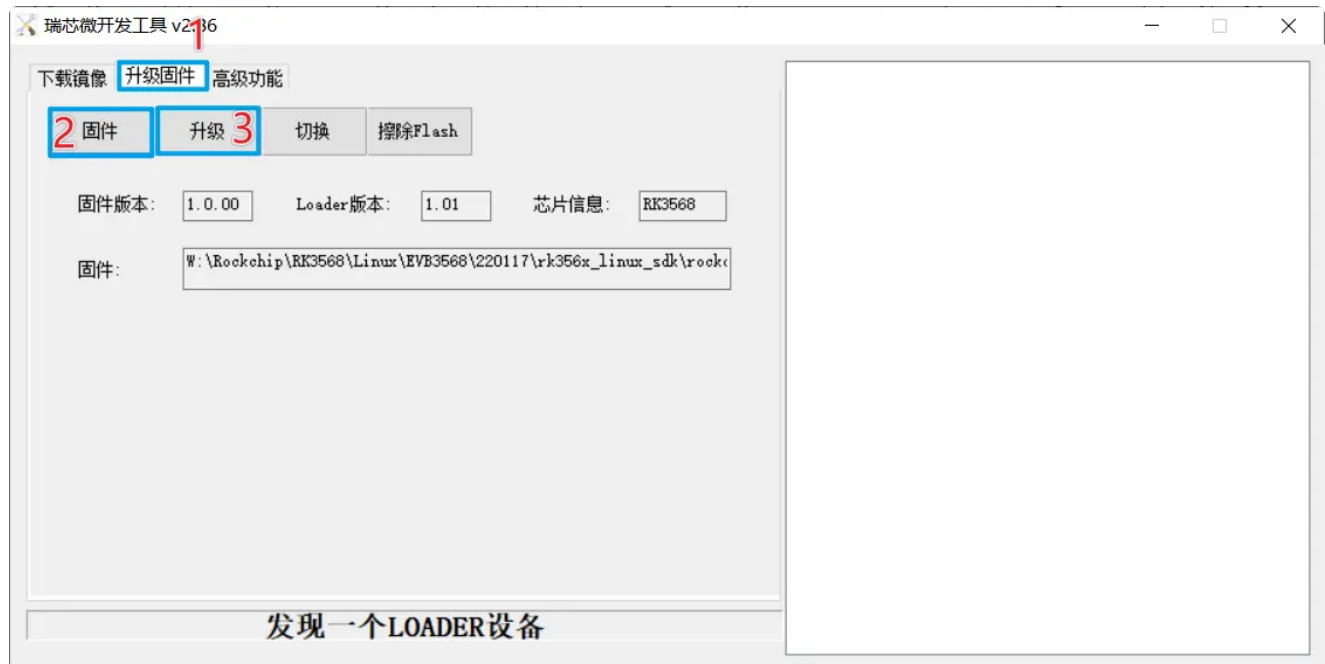 瑞芯微开发工具 v2.86
1
下载镜像 升级固件 高级功能
2 固件 升级 3 切换 擦除Flash
固件版本: 1.0.00 Loader版本: 1.01 芯片信息: RK3568
固件: W:\Rockchip\RK3568\Linux\EVB3568\220117\rk356x_linux_sdk\rock
发现一个LOADER设备